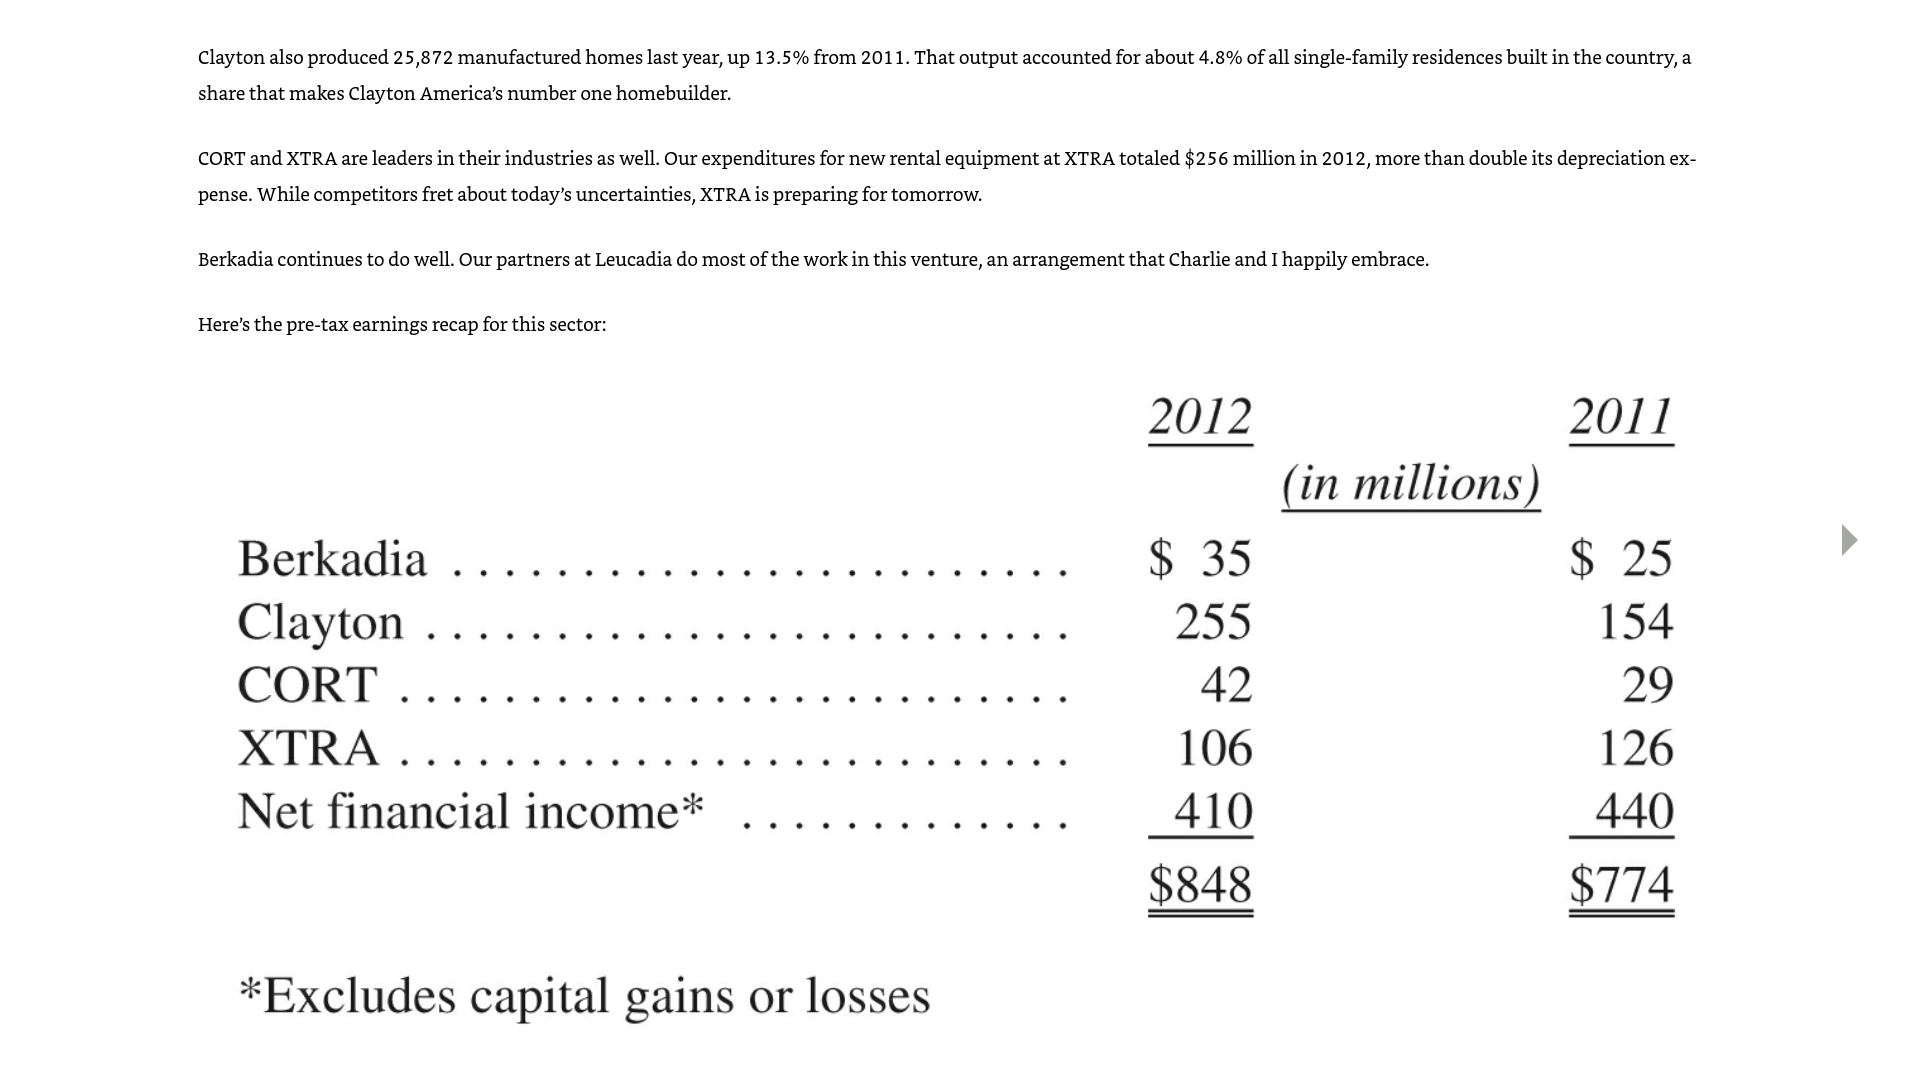 Clayton also produced 25,872 manufactured homes last year, up 13.5% from 2011. That output accounted for about 4.8% of all single-family residences built in the country, a
share that makes Clayton America’s number one homebuilder.
CORT and XTRA are leaders in their industries as well. Our expenditures for new rental equipment at XTRA totaled $256 million in 2012, more than double its depreciation ex-
pense. While competitors fret about today’s uncertainties, XTRA is preparing for tomorrow.
Berkadia continues to do well. Our partners at Leucadia do most of the work in this venture, an arrangement that Charlie and I happily embrace.
Here’s the pre-tax earnings recap for this sector:
2012 2011
(in millions)
Berkadia . . . . . . . . . . . . . . . . . . . . . . . . $ 35 $ 25
Clayton . . . . . . . . . . . . . . . . . . . . . . . . . 255 154
CORT . . . . . . . . . . . . . . . . . . . . . . . . . . 42 29
XTRA . . . . . . . . . . . . . . . . . . . . . . . . . . 106 126
Net financial income* . . . . . . . . . . . . . 410 440
$848 $774
*Excludes capital gains or losses